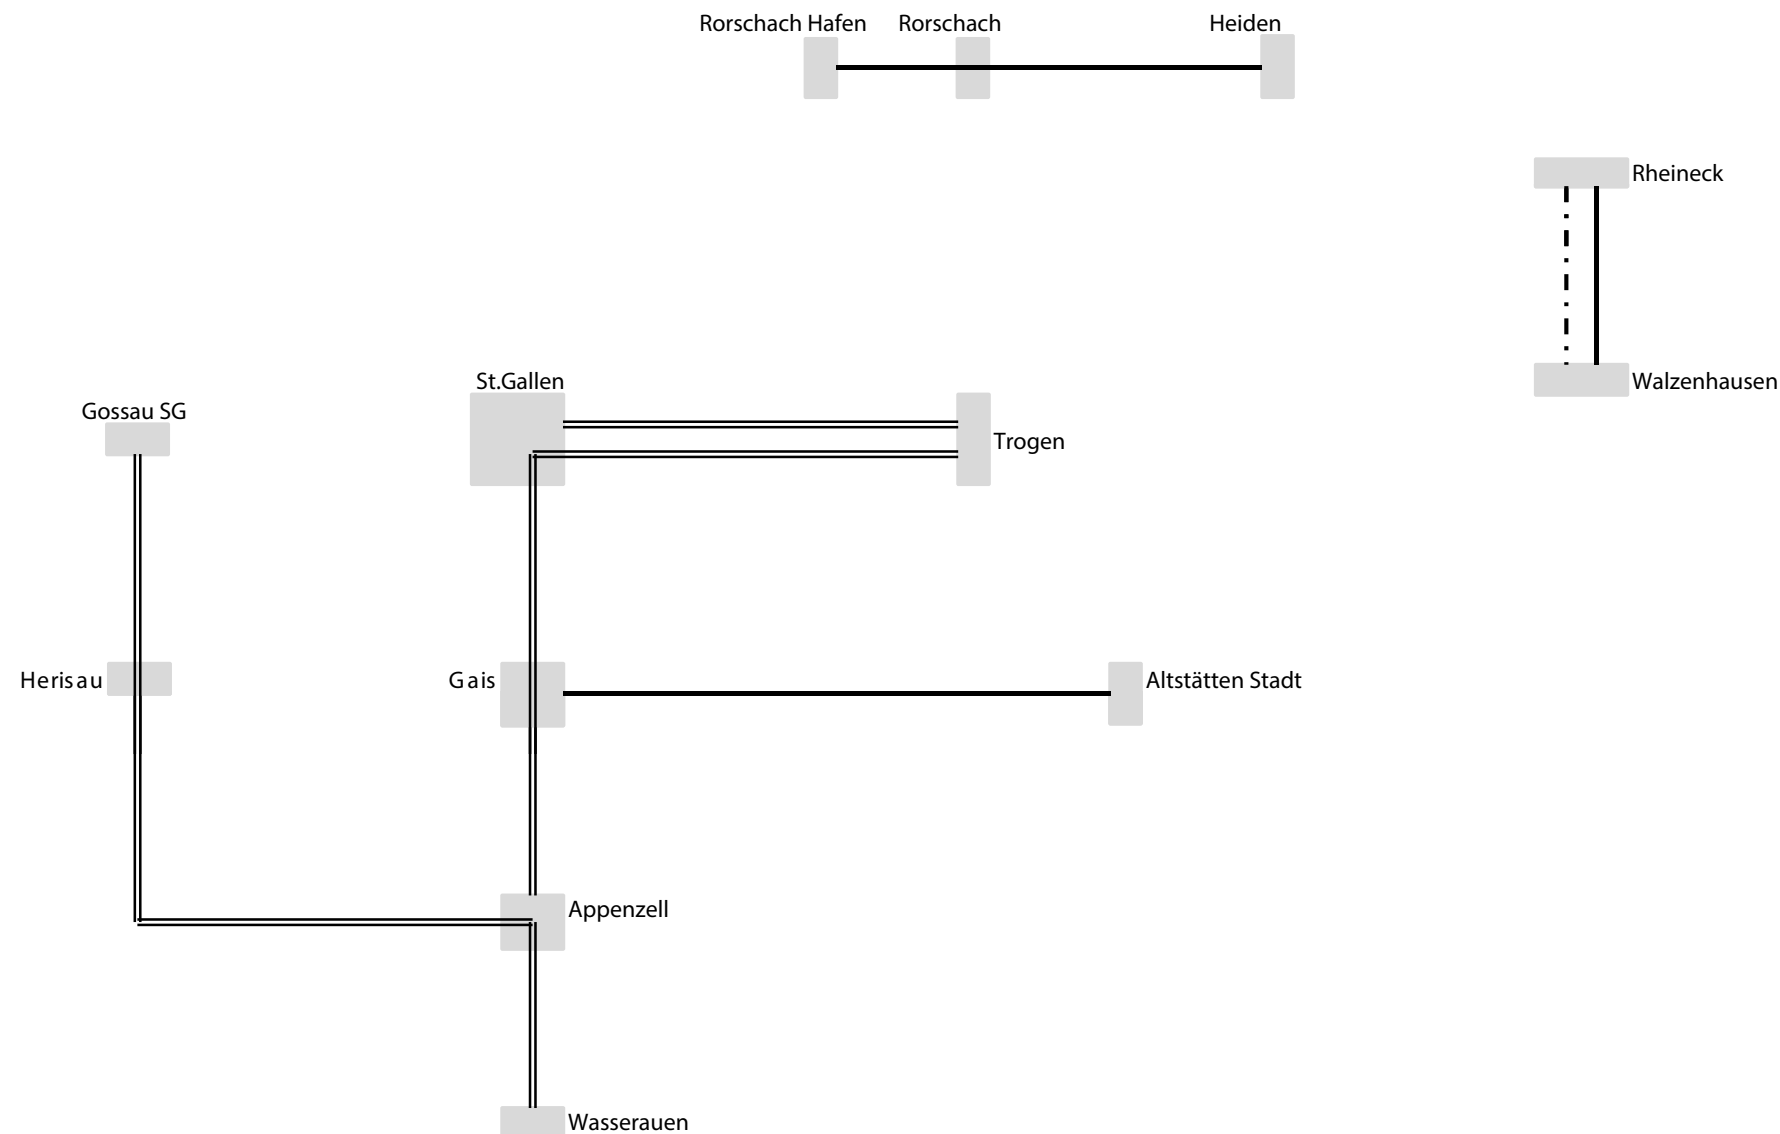 Rorschach Hafen
Rorschach
Heiden
Rheineck
Walzenhausen
St.Gallen
Gossau SG
Trogen
Herisau
Gais
Altstätten Stadt
Appenzell
Wasserauen